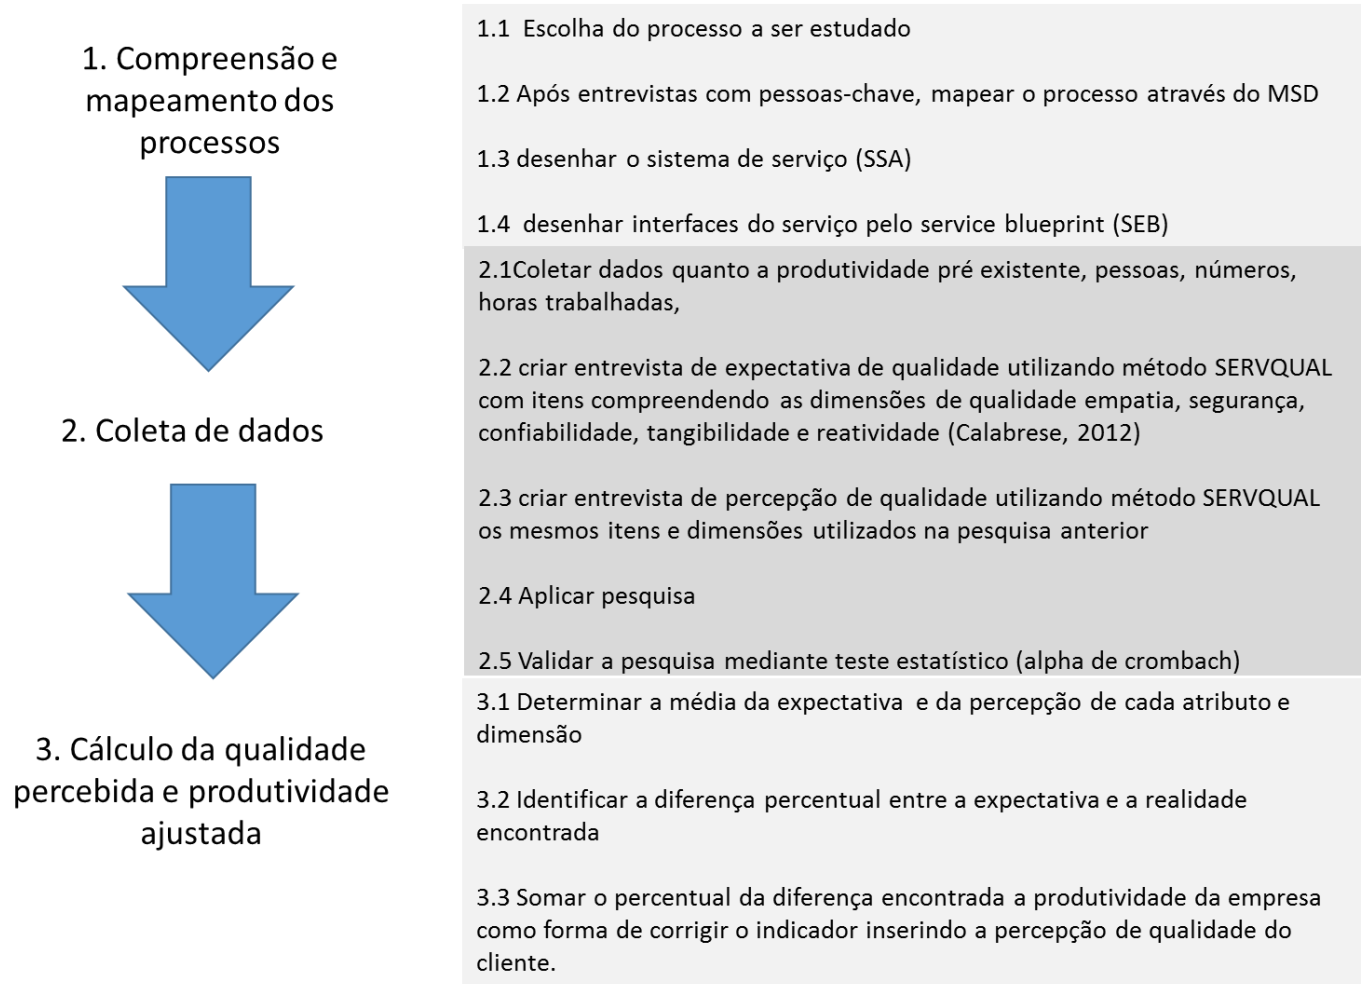 1. Compreensão e
mapeamento dos
processos
1.1 Escolha do processo a ser estudado
1.2 Após entrevistas com pessoas-chave, mapear o processo através do MSD
1.3 desenhar o sistema de serviço (SSA)
1.4 desenhar interfaces do serviço pelo service blueprint (SEB)
2. Coleta de dados
2.1Coletar dados quanto a produtividade pré existente, pessoas, números,
horas trabalhadas,
2.2 criar entrevista de expectativa de qualidade utilizando método SERVQUAL
com itens compreendendo as dimensões de qualidade empatia, segurança,
confiabilidade, tangibilidade e reatividade (Calabrese, 2012)
2.3 criar entrevista de percepção de qualidade utilizando método SERVQUAL
os mesmos itens e dimensões utilizados na pesquisa anterior
2.4 Aplicar pesquisa
2.5 Validar a pesquisa mediante teste estatístico (alpha de crombach)
3. Cálculo da qualidade
percebida e produtividade
ajustada
3.1 Determinar a média da expectativa e da percepção de cada atributo e
dimensão
3.2 Identificar a diferença percentual entre a expectativa e a realidade
encontrada
3.3 Somar o percentual da diferença encontrada a produtividade da empresa
como forma de corrigir o indicador inserindo a percepção de qualidade do
cliente.